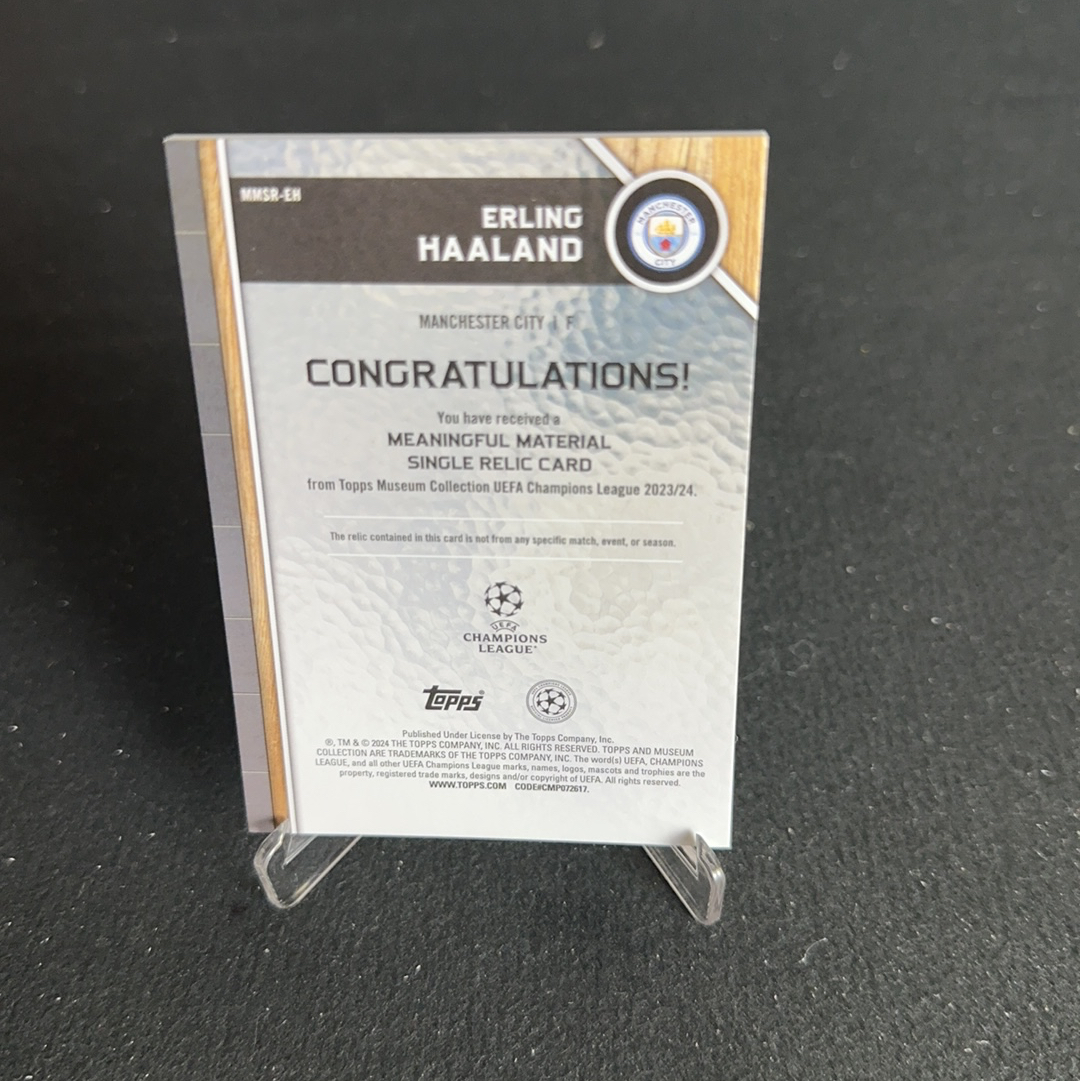 MMSR-EH
ERLING
HAALAND
MANCHESTER
CITY
MANCHESTER CITY | F
CONGRATULATIONS!
You have received a
MEANINGFUL MATERIAL
SINGLE RELIC CARD
from Topps Museum Collection UEFA Champions League 2023/24.
The relic contained in this card is not from any specific match, event, or season.
UEFA
CHAMPIONS
LEAGUE®
topps®
Published Under License by The Topps Company, Inc.
®, TM & © 2024 THE TOPPS COMPANY, INC. ALL RIGHTS RESERVED. TOPPS AND MUSEUM
COLLECTION ARE TRADEMARKS OF THE TOPPS COMPANY, INC. The word(s) UEFA, CHAMPIONS
LEAGUE, and all other UEFA Champions League marks, names, logos, mascots and trophies are the
property, registered trade marks, designs and/or copyright of UEFA. All rights reserved.
WWW.TOPPS.COM CODE#CMP072617.